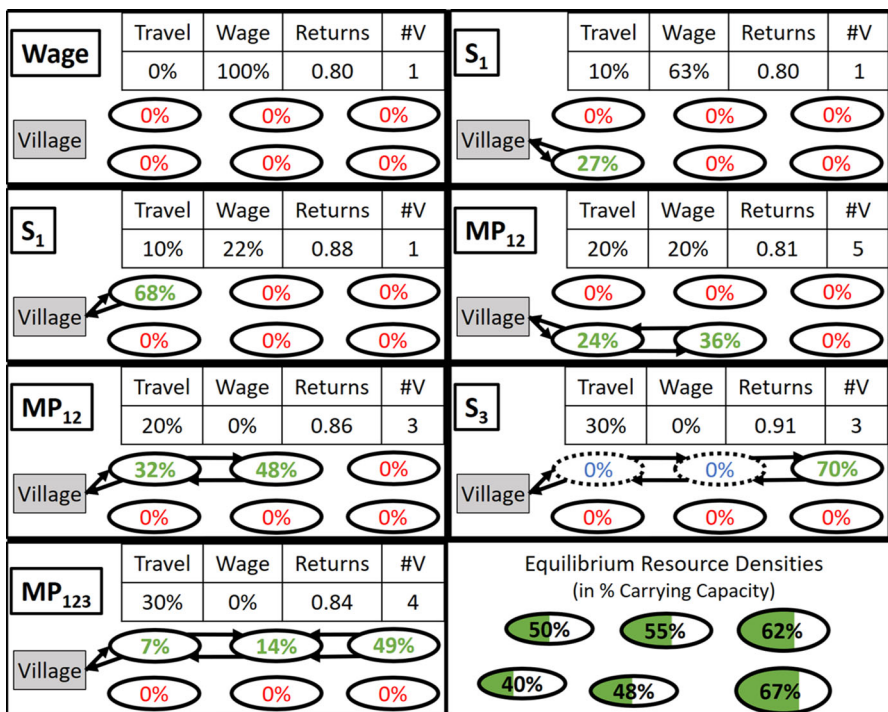 Wage
Travel Wage Returns #V
0% 100% 0.80 1
0% 0% 0%
Village
0% 0% 0%
S1
Travel Wage Returns #V
10% 63% 0.80 1
0% 0% 0%
Village
27% 0% 0%
S1
Travel Wage Returns #V
10% 22% 0.88 1
68% 0% 0%
Village
0% 0% 0%
MP12
Travel Wage Returns #V
20% 20% 0.81 5
0% 0% 0%
Village
24% 36% 0%
MP12
Travel Wage Returns #V
20% 0% 0.86 3
32% 48% 0%
Village
0% 0% 0%
S3
Travel Wage Returns #V
30% 0% 0.91 3
0% 0% 70%
Village
0% 0% 0%
MP123
Travel Wage Returns #V
30% 0% 0.84 4
7% 14% 49%
Village
0% 0% 0%
Equilibrium Resource Densities
(in % Carrying Capacity)
50% 55% 62%
40% 48% 67%